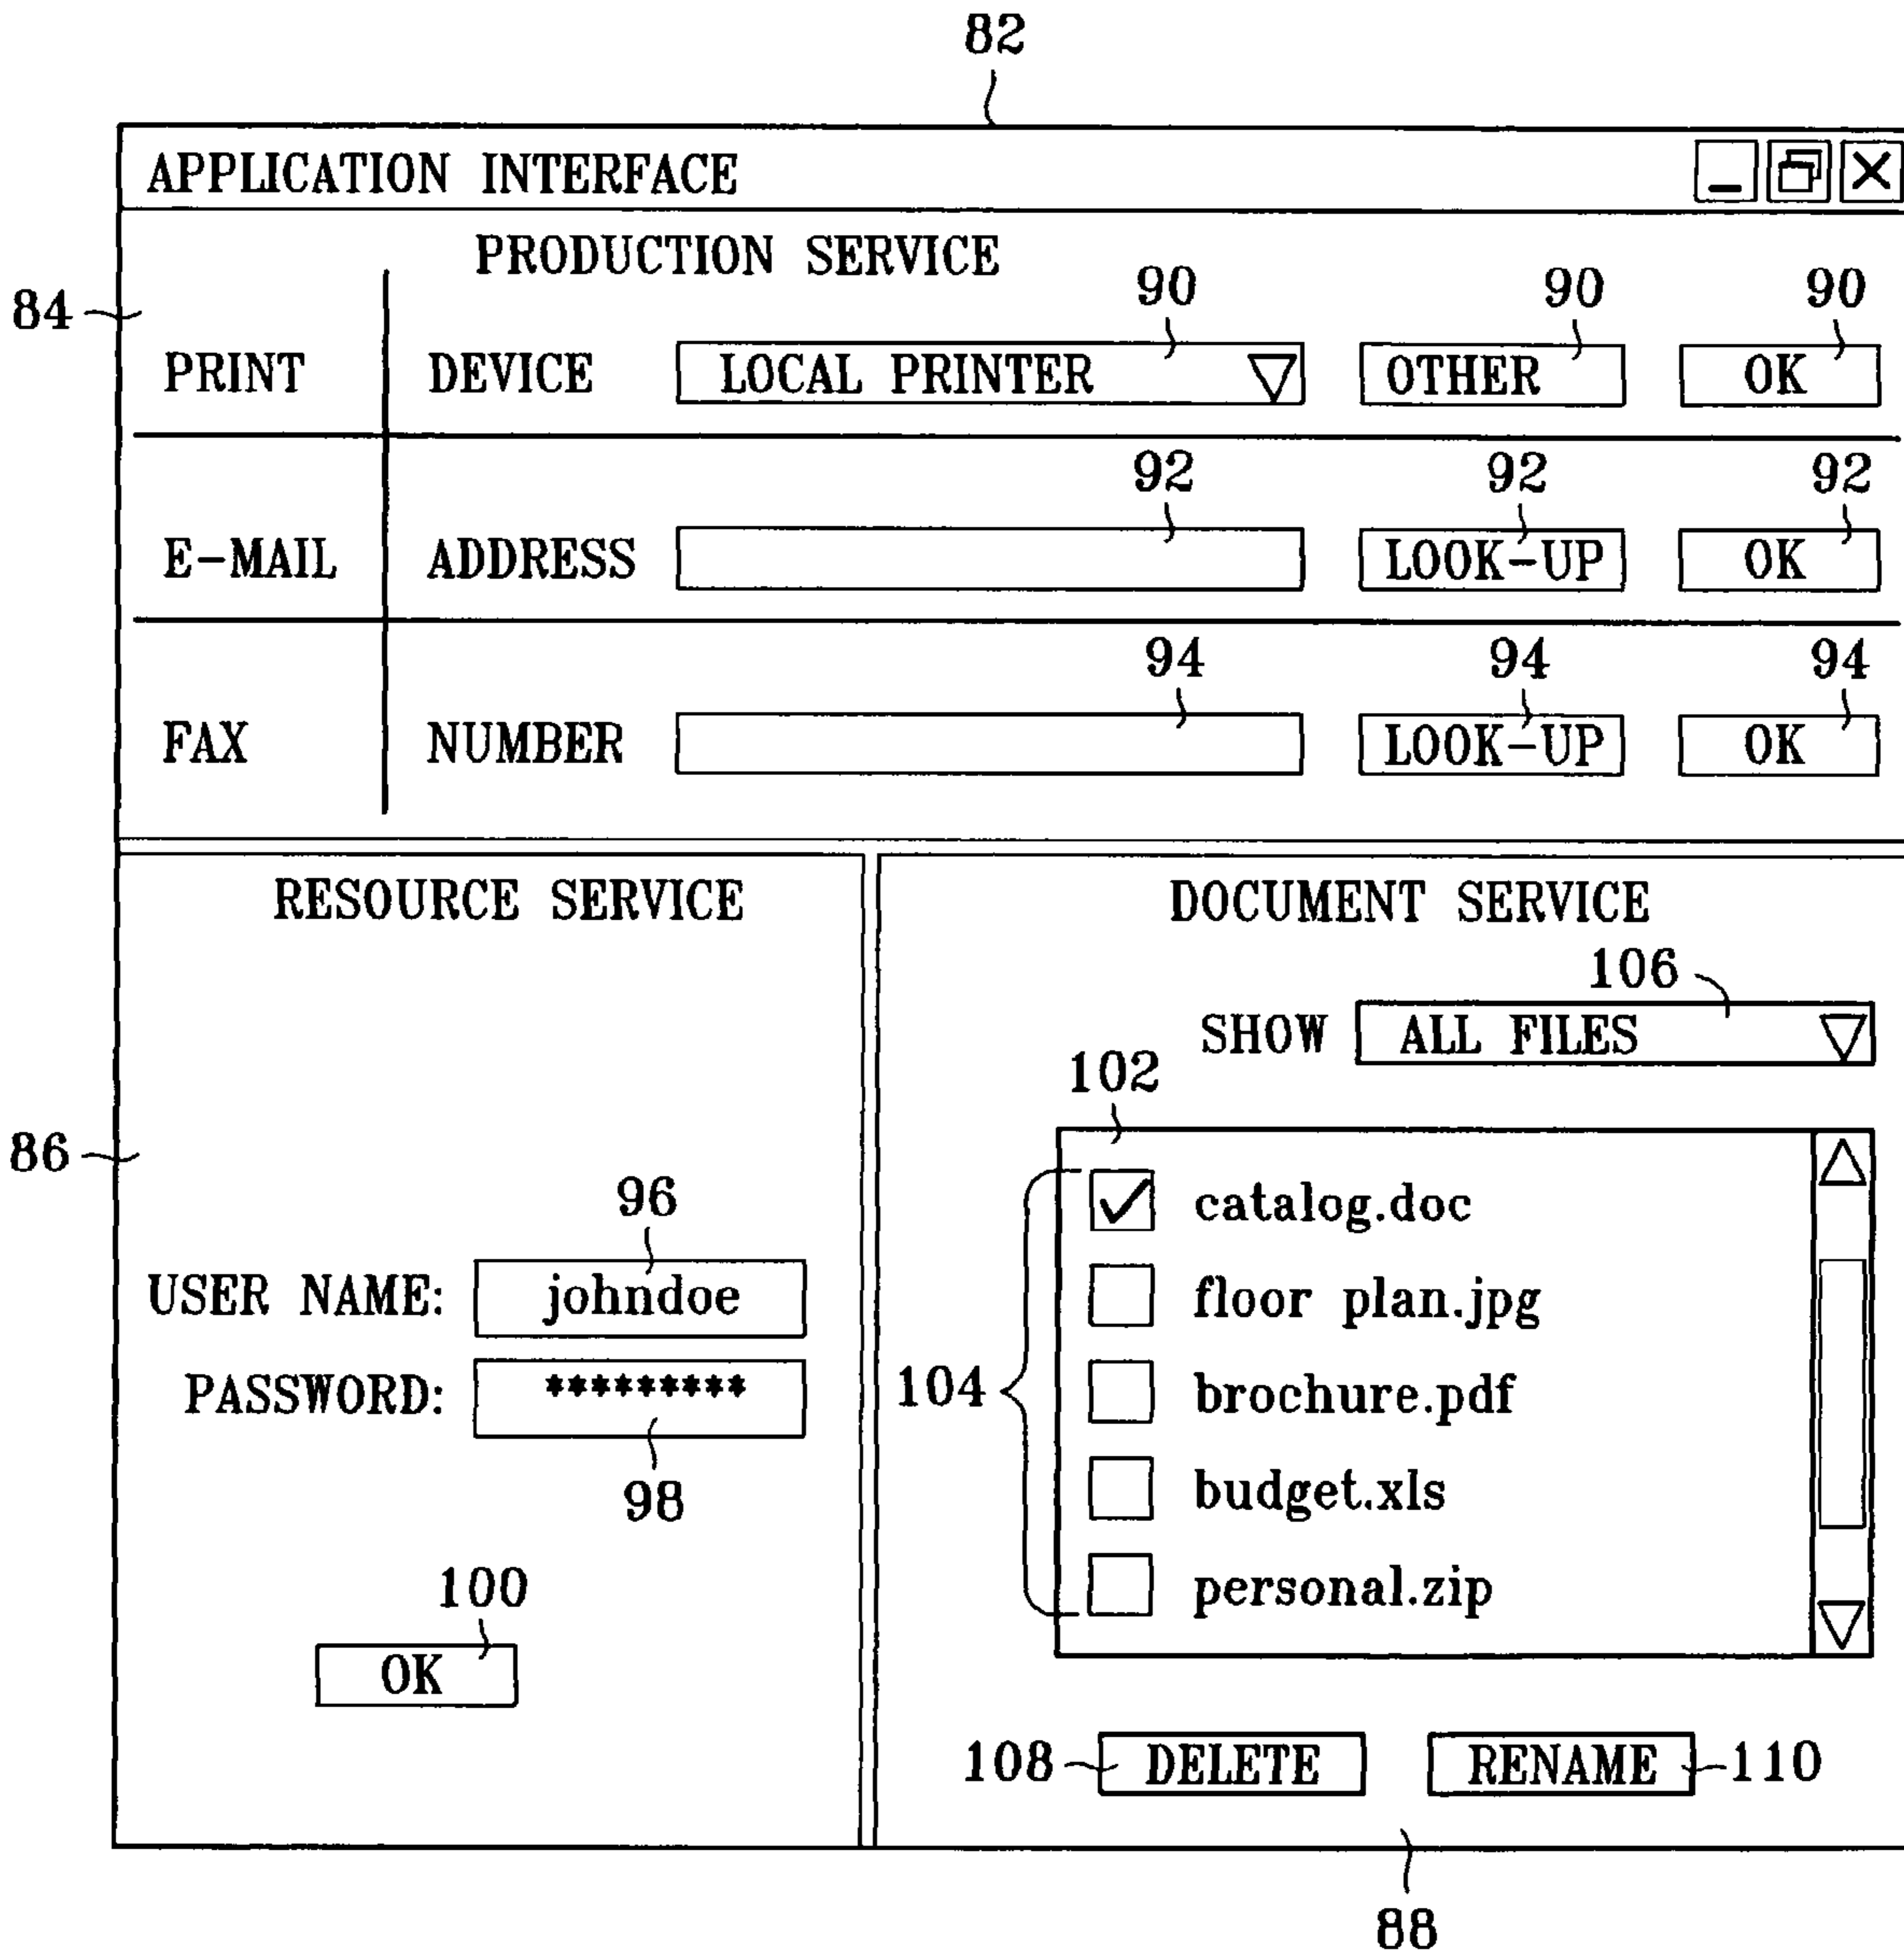 82
APPLICATION INTERFACE
PRODUCTION SERVICE
84
90 90 90
PRINT DEVICE LOCAL PRINTER OTHER OK
92 92 92
E-MAIL ADDRESS LOOK-UP OK
94 94 94
FAX NUMBER LOOK-UP OK
RESOURCE SERVICE
86
96
USER NAME: johndoe
PASSWORD: *********
98
100
OK
DOCUMENT SERVICE
106
SHOW ALL FILES
102
104
catalog.doc
floor plan.jpg
brochure.pdf
budget.xls
personal.zip
108 DELETE RENAME 110
88